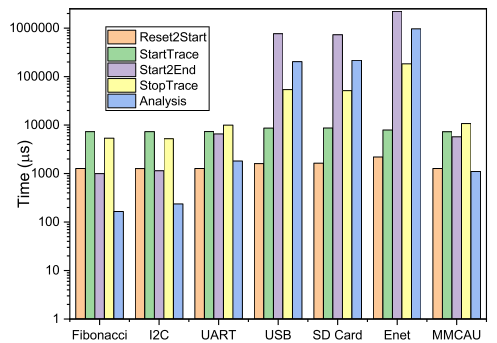 Time (μs)
1000000
100000
10000
1000
100
10
1
Reset2Start
StartTrace
Start2End
StopTrace
Analysis
Fibonacci I2C UART USB SD Card Enet MMCAU